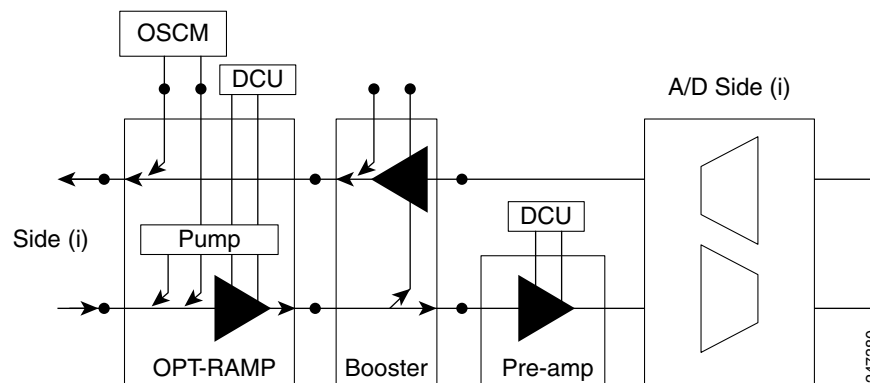 OSCM
DCU
A/D Side (i)
DCU
Side (i)
Pump
OPT-RAMP
Booster
Pre-amp